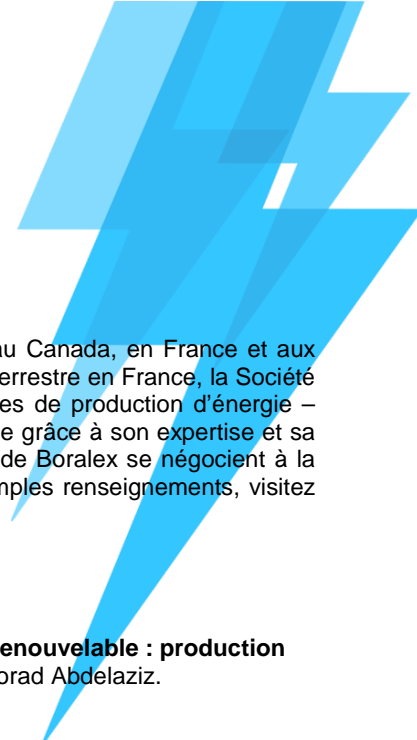 au Canada, en France et aux
terrestre en France, la Société
es de production d’énergie –
e grâce à son expertise et sa
de Boralex se négocient à la
mples renseignements, visitez
enouvelable : production
orad Abdelaziz.